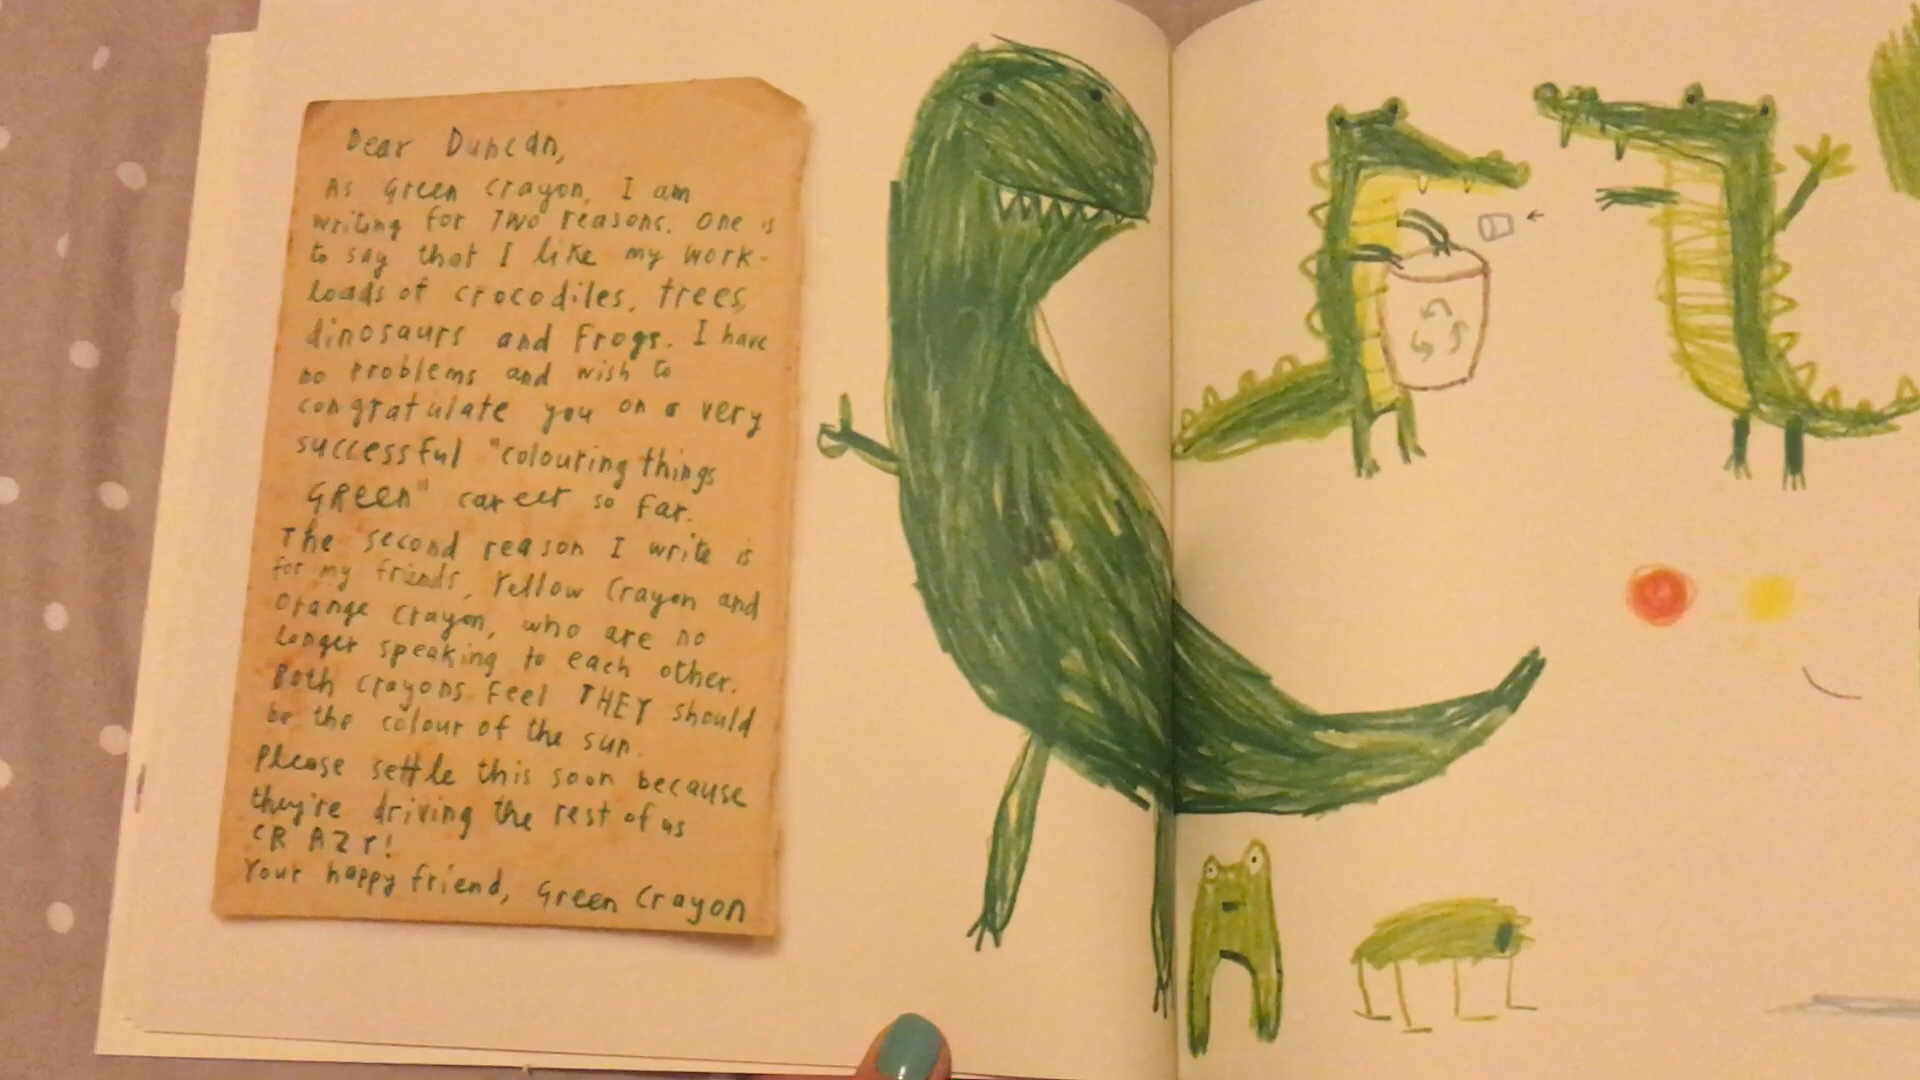 Dear Duncan,
As Green Crayon, I am
writing for TWO reasons. One is
to say that I like my work-
loads of crocodiles, trees,
dinosaurs and frogs. I have
no problems and wish to
congratulate you on a very
successful "colouring things
GReen" career so far.
The second reason I write is
for my friends, Yellow Crayon and
Orange Crayon, who are no
longer speaking to each other.
Both crayons feel THEY should
be the colour of the sun.
Please settle this soon because
they're driving the rest of us
CRAZY!
Your happy friend, Green Crayon